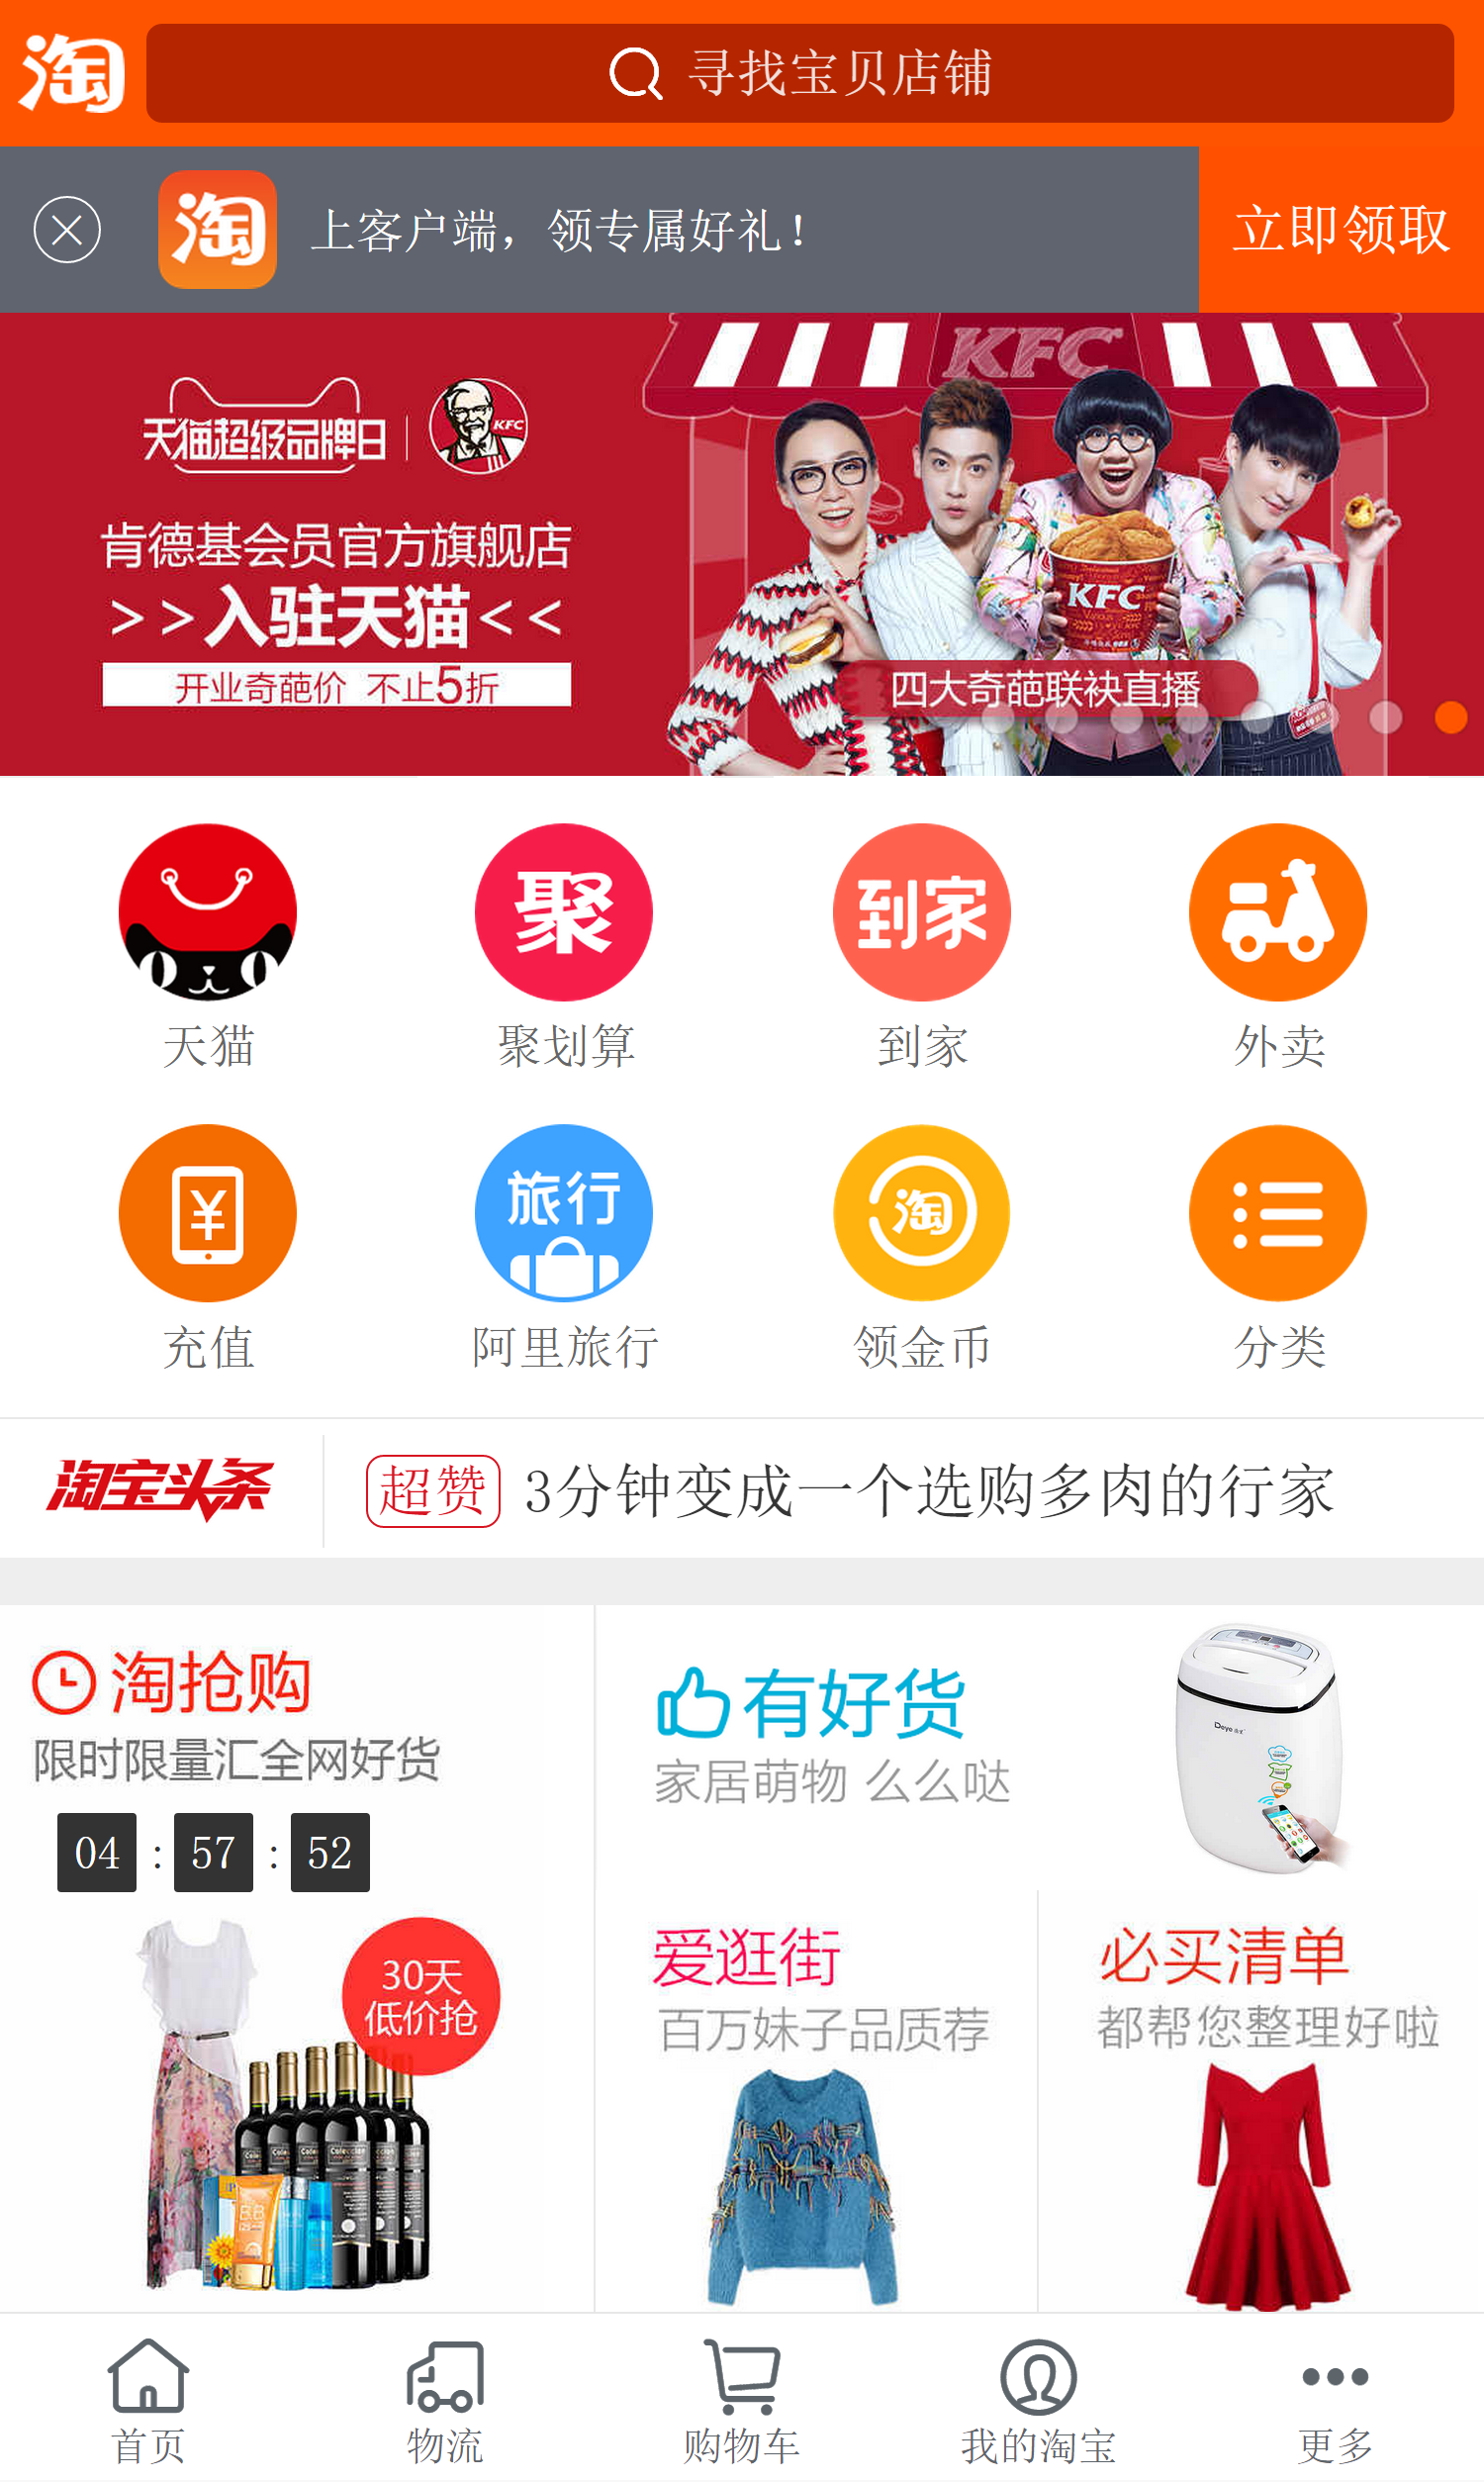 淘
寻找宝贝店铺
淘
上客户端，领专属好礼！
立即领取
KFC
天猫超级品牌日
KFC
肯德基会员官方旗舰店
>>入驻天猫<<
开业奇葩价 不止5折
KFC
四大奇葩联袂直播
聚
到家
天猫
聚划算
到家
外卖
¥
旅行
淘
充值
阿里旅行
领金币
分类
淘宝头条
超赞
3分钟变成一个选购多肉的行家
淘抢购
限时限量汇全网好货
04 : 57 : 52
30天
低价抢
BB
有好货
家居萌物 么么哒
Deye
爱逛街
百万妹子品质荐
必买清单
都帮您整理好啦
首页
物流
购物车
我的淘宝
更多